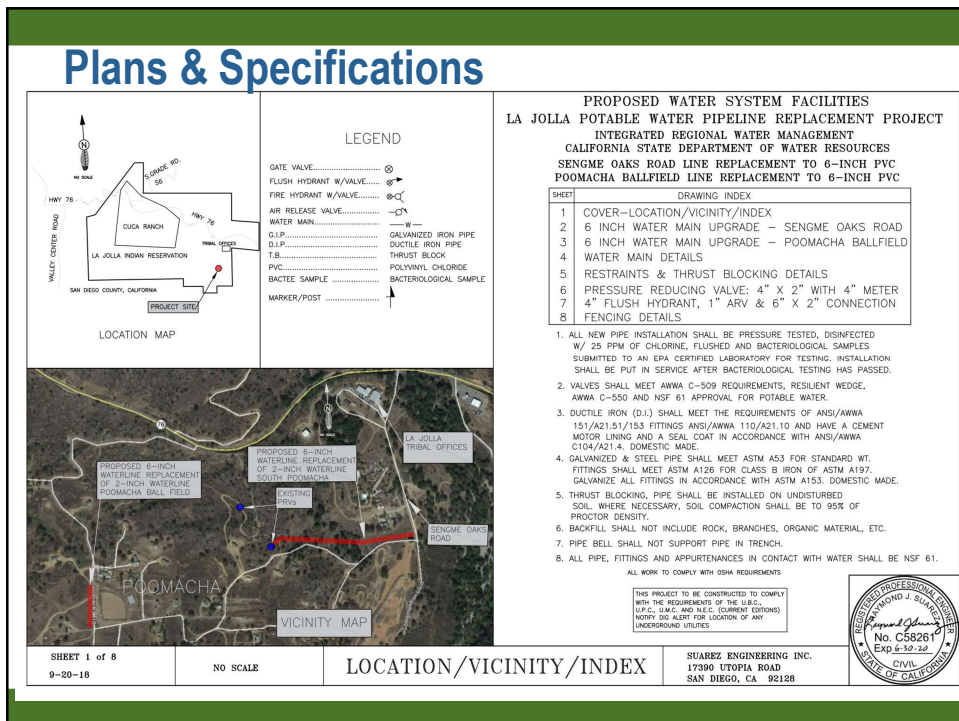 Plans & Specifications
N
NO SCALE
S.GRADE RD.
S6
HWY 76
HWY 76
CUCA RANCH
TRIBAL OFFICES
VALLEY CENTER ROAD
LA JOLLA INDIAN RESERVATION
SAN DIEGO COUNTY, CALIFORNIA
PROJECT SITE
LOCATION MAP
LEGEND
GATE VALVE
FLUSH HYDRANT W/VALVE
FIRE HYDRANT W/VALVE
AIR RELEASE VALVE
WATER MAIN W
G.I.P. GALVANIZED IRON PIPE
D.I.P. DUCTILE IRON PIPE
T.B. THRUST BLOCK
PVC POLYVINYL CHLORIDE
BACTEE SAMPLE BACTERIOLOGICAL SAMPLE
MARKER/POST
PROPOSED WATER SYSTEM FACILITIES
LA JOLLA POTABLE WATER PIPELINE REPLACEMENT PROJECT
INTEGRATED REGIONAL WATER MANAGEMENT
CALIFORNIA STATE DEPARTMENT OF WATER RESOURCES
SENGME OAKS ROAD LINE REPLACEMENT TO 6-INCH PVC
POOMACHA BALLFIELD LINE REPLACEMENT TO 6-INCH PVC
SHEET DRAWING INDEX
1 COVER-LOCATION/VICINITY/INDEX
2 6 INCH WATER MAIN UPGRADE - SENGME OAKS ROAD
3 6 INCH WATER MAIN UPGRADE - POOMACHA BALLFIELD
4 WATER MAIN DETAILS
5 RESTRAINTS & THRUST BLOCKING DETAILS
6 PRESSURE REDUCING VALVE: 4" X 2" WITH 4" METER
7 4" FLUSH HYDRANT, 1" ARV & 6" X 2" CONNECTION
8 FENCING DETAILS
1. ALL NEW PIPE INSTALLATION SHALL BE PRESSURE TESTED, DISINFECTED
W/ 25 PPM OF CHLORINE, FLUSHED AND BACTERIOLOGICAL SAMPLES
SUBMITTED TO AN EPA CERTIFIED LABORATORY FOR TESTING. INSTALLATION
SHALL BE PUT IN SERVICE AFTER BACTERIOLOGICAL TESTING HAS PASSED.
2. VALVES SHALL MEET AWWA C-509 REQUIREMENTS, RESILIENT WEDGE,
AWWA C-550 AND NSF 61 APPROVAL FOR POTABLE WATER.
3. DUCTILE IRON (D.I.) SHALL MEET THE REQUIREMENTS OF ANSI/AWWA
151/A21.51/153 FITTINGS ANSI/AWWA 110/A21.10 AND HAVE A CEMENT
MOTOR LINING AND A SEAL COAT IN ACCORDANCE WITH ANSI/AWWA
C104/A21.4. DOMESTIC MADE.
4. GALVANIZED & STEEL PIPE SHALL MEET ASTM A53 FOR STANDARD WT.
FITTINGS SHALL MEET ASTM A126 FOR CLASS B IRON OF ASTM A197.
GALVANIZE ALL FITTINGS IN ACCORDANCE WITH ASTM A153. DOMESTIC MADE.
5. THRUST BLOCKING, PIPE SHALL BE INSTALLED ON UNDISTURBED
SOIL. WHERE NECESSARY, SOIL COMPACTION SHALL BE TO 95% OF
PROCTOR DENSITY.
6. BACKFILL SHALL NOT INCLUDE ROCK, BRANCHES, ORGANIC MATERIAL, ETC.
7. PIPE BELL SHALL NOT SUPPORT PIPE IN TRENCH.
8. ALL PIPE, FITTINGS AND APPURTENANCES IN CONTACT WITH WATER SHALL BE NSF 61.
ALL WORK TO COMPLY WITH OSHA REQUIREMENTS
THIS PROJECT TO BE CONSTRUCTED TO COMPLY
WITH THE REQUIREMENTS OF THE U.B.C.,
U.P.C., U.M.C. AND N.E.C. (CURRENT EDITIONS)
NOTIFY DIG ALERT FOR LOCATION OF ANY
UNDERGROUND UTILITIES
76
N
NO SCALE
PROPOSED 6-INCH
WATERLINE REPLACEMENT
OF 2-INCH WATERLINE
POOMACHA BALL FIELD
PROPOSED 6-INCH
WATERLINE REPLACEMENT
OF 2-INCH WATERLINE
SOUTH POOMACHA
LA JOLLA
TRIBAL OFFICES
EXISTING
PRVs
SENGME OAKS
ROAD
POOMACHA
VICINITY MAP
REGISTERED PROFESSIONAL ENGINEER
RAYMOND J. SUAREZ
Raymond J Suarez
No. C58261
Exp 6-30-20
CIVIL
STATE OF CALIFORNIA
SHEET 1 of 8
9-20-18
NO SCALE
LOCATION/VICINITY/INDEX
SUAREZ ENGINEERING INC.
17390 UTOPIA ROAD
SAN DIEGO, CA 92128